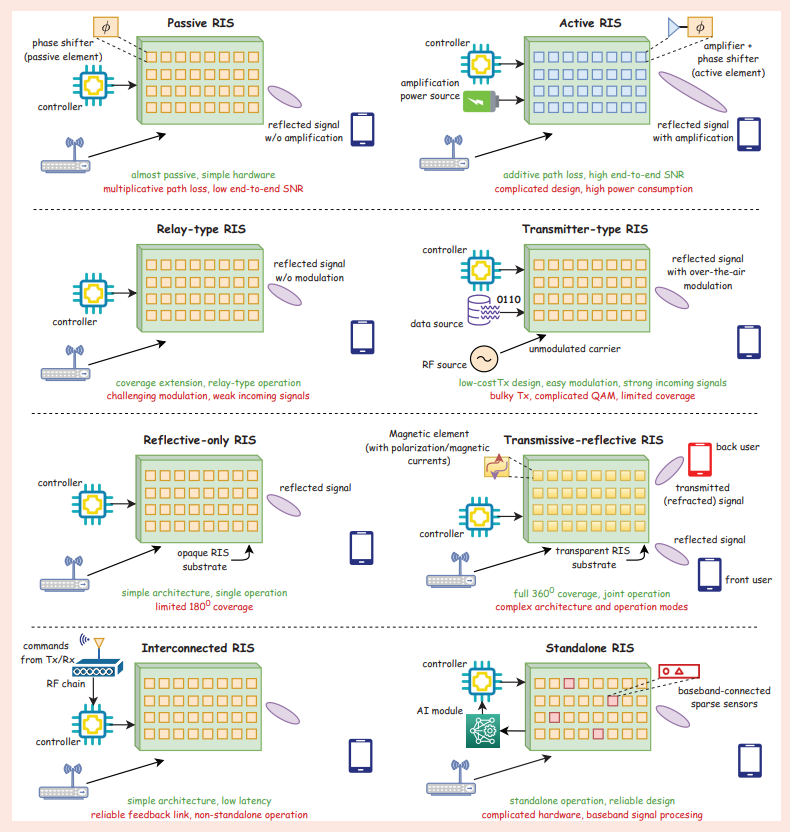 Passive RIS
ϕ
phase shifter
(passive element)
controller
reflected signal
w/o amplification
almost passive, simple hardware
multiplicative path loss, low end-to-end SNR
Active RIS
ϕ
controller
amplification
power source
amplifier +
phase shifter
(active element)
reflected signal
with amplification
additive path loss, high end-to-end SNR
complicated design, high power consumption
Relay-type RIS
controller
reflected signal
w/o modulation
coverage extension, relay-type operation
challenging modulation, weak incoming signals
Transmitter-type RIS
controller
0110
data source
RF source
unmodulated carrier
reflected signal
with over-the-air
modulation
low-costTx design, easy modulation, strong incoming signals
bulky Tx, complicated QAM, limited coverage
Reflective-only RIS
controller
reflected signal
opaque RIS
substrate
simple architecture, single operation
limited 180⁰ coverage
Magnetic element
(with polarization/magnetic
currents)
Transmissive-reflective RIS
back user
transmitted
(refracted) signal
controller
reflected signal
transparent RIS
substrate
front user
full 360⁰ coverage, joint operation
complex architecture and operation modes
Interconnected RIS
commands
from Tx/Rx
RF chain
controller
simple architecture, low latency
reliable feedback link, non-standalone operation
Standalone RIS
controller
AI module
baseband-connected
sparse sensors
standalone operation, reliable design
complicated hardware, baseband signal procesing